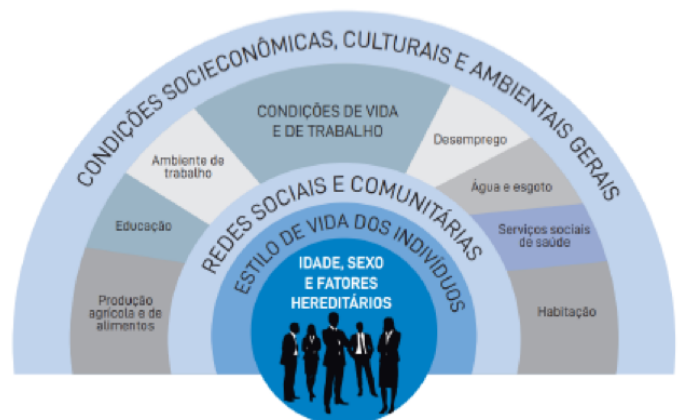 CONDIÇÕES SOCIECONÔMICAS, CULTURAIS E AMBIENTAIS GERAIS
CONDIÇÕES DE VIDA
E DE TRABALHO
Ambiente de
trabalho
Desemprego
Educação
Água e esgoto
Produção
agrícola e de
alimentos
Serviços sociais
de saúde
Habitação
REDES SOCIAIS E COMUNITÁRIAS
ESTILO DE VIDA DOS INDIVÍDUOS
IDADE, SEXO
E FATORES
HEREDITÁRIOS